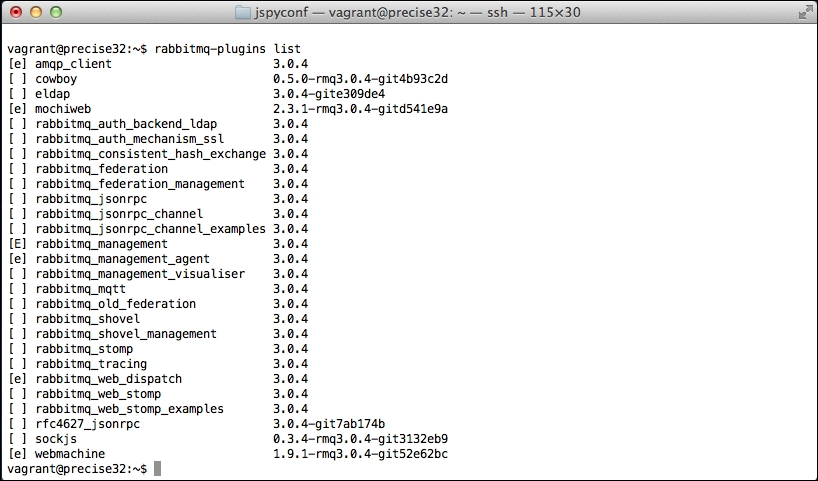 jspyconf — vagrant@precise32: ~ — ssh — 115×30
vagrant@precise32:~$ rabbitmq-plugins list
[e] amqp_client 3.0.4
[ ] cowboy 0.5.0-rmq3.0.4-git4b93c2d
[ ] eldap 3.0.4-gite309de4
[e] mochiweb 2.3.1-rmq3.0.4-gitd541e9a
[ ] rabbitmq_auth_backend_ldap 3.0.4
[ ] rabbitmq_auth_mechanism_ssl 3.0.4
[ ] rabbitmq_consistent_hash_exchange 3.0.4
[ ] rabbitmq_federation 3.0.4
[ ] rabbitmq_federation_management 3.0.4
[ ] rabbitmq_jsonrpc 3.0.4
[ ] rabbitmq_jsonrpc_channel 3.0.4
[ ] rabbitmq_jsonrpc_channel_examples 3.0.4
[E] rabbitmq_management 3.0.4
[e] rabbitmq_management_agent 3.0.4
[ ] rabbitmq_management_visualiser 3.0.4
[ ] rabbitmq_mqtt 3.0.4
[ ] rabbitmq_old_federation 3.0.4
[ ] rabbitmq_shovel 3.0.4
[ ] rabbitmq_shovel_management 3.0.4
[ ] rabbitmq_stomp 3.0.4
[ ] rabbitmq_tracing 3.0.4
[e] rabbitmq_web_dispatch 3.0.4
[ ] rabbitmq_web_stomp 3.0.4
[ ] rabbitmq_web_stomp_examples 3.0.4
[ ] rfc4627_jsonrpc 3.0.4-git7ab174b
[ ] sockjs 0.3.4-rmq3.0.4-git3132eb9
[e] webmachine 1.9.1-rmq3.0.4-git52e62bc
vagrant@precise32:~$